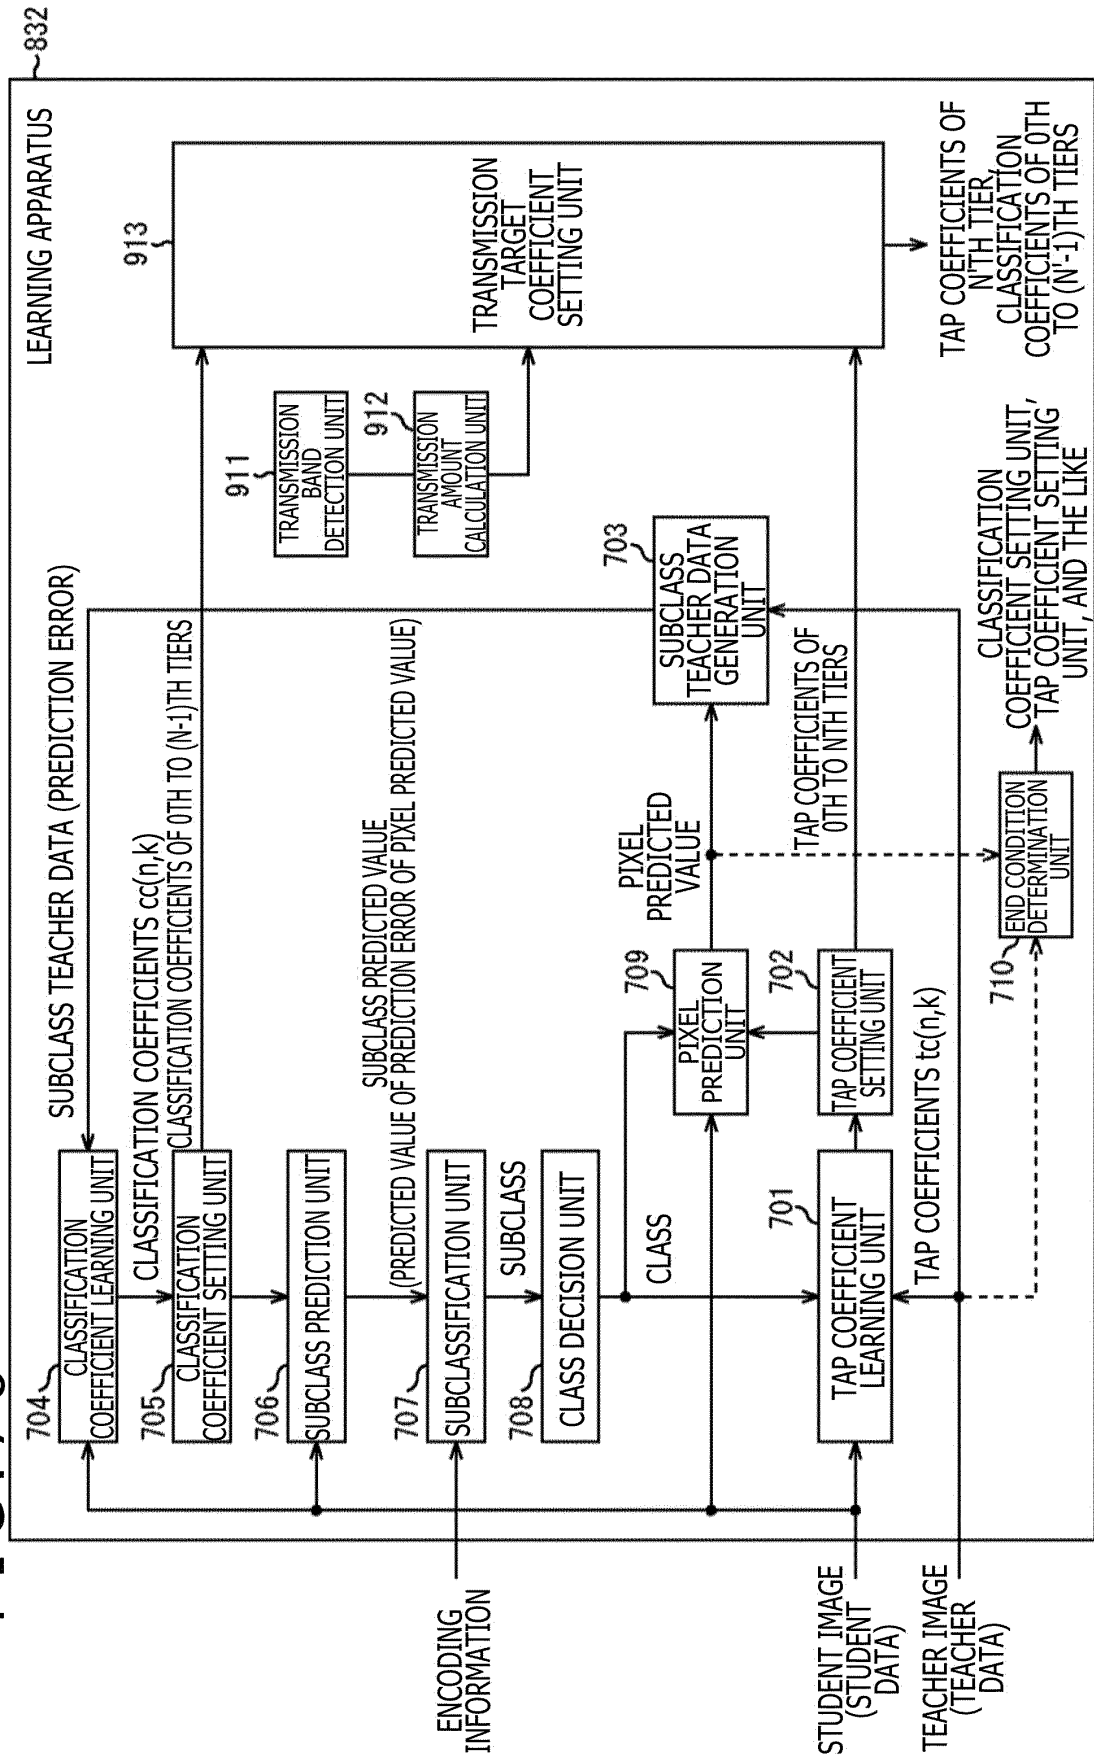 832
LEARNING APPARATUS
SUBCLASS TEACHER DATA (PREDICTION ERROR)
704
CLASSIFICATION
COEFFICIENT LEARNING UNIT
CLASSIFICATION COEFFICIENTS cc(n,k)
CLASSIFICATION COEFFICIENTS OF 0TH TO (N-1)TH TIERS
705
CLASSIFICATION
COEFFICIENT SETTING UNIT
706
SUBCLASS PREDICTION UNIT
SUBCLASS PREDICTED VALUE
(PREDICTED VALUE OF PREDICTION ERROR OF PIXEL PREDICTED VALUE)
707
SUBCLASSIFICATION UNIT
ENCODING
INFORMATION
SUBCLASS
708
CLASS DECISION UNIT
CLASS
911
TRANSMISSION
BAND
DETECTION UNIT
912
TRANSMISSION
AMOUNT
CALCULATION UNIT
913
TRANSMISSION
TARGET
COEFFICIENT
SETTING UNIT
709
PIXEL
PREDICTION
UNIT
PIXEL
PREDICTED
VALUE
703
SUBCLASS
TEACHER DATA
GENERATION
UNIT
701
TAP COEFFICIENT
LEARNING UNIT
702
TAP COEFFICIENT
SETTING UNIT
TAP COEFFICIENTS OF
0TH TO NTH TIERS
TAP COEFFICIENTS tc(n,k)
STUDENT IMAGE
(STUDENT
DATA)
TEACHER IMAGE
(TEACHER
DATA)
710
END CONDITION
DETERMINATION
UNIT
CLASSIFICATION
COEFFICIENT SETTING UNIT,
TAP COEFFICIENT SETTING
UNIT, AND THE LIKE
TAP COEFFICIENTS OF
N'TH TIER,
CLASSIFICATION
COEFFICIENTS OF 0TH
TO (N'-1)TH TIERS